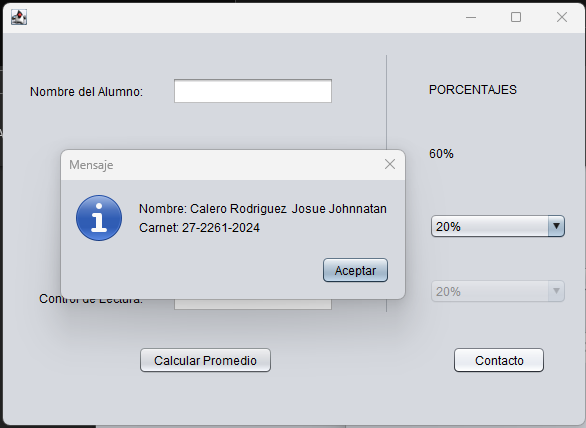 Nombre del Alumno:
PORCENTAJES
Mensaje
60%
Nombre: Calero Rodriguez  Josue Johnnatan
Carnet: 27-2261-2024
20%
Aceptar
20%
Control de Lectura:
Calcular Promedio
Contacto